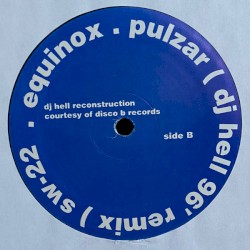 sw-22 . equinox . pulzar ( dj hell 96' remix )
dj hell reconstruction
courtesy of disco b records
side B